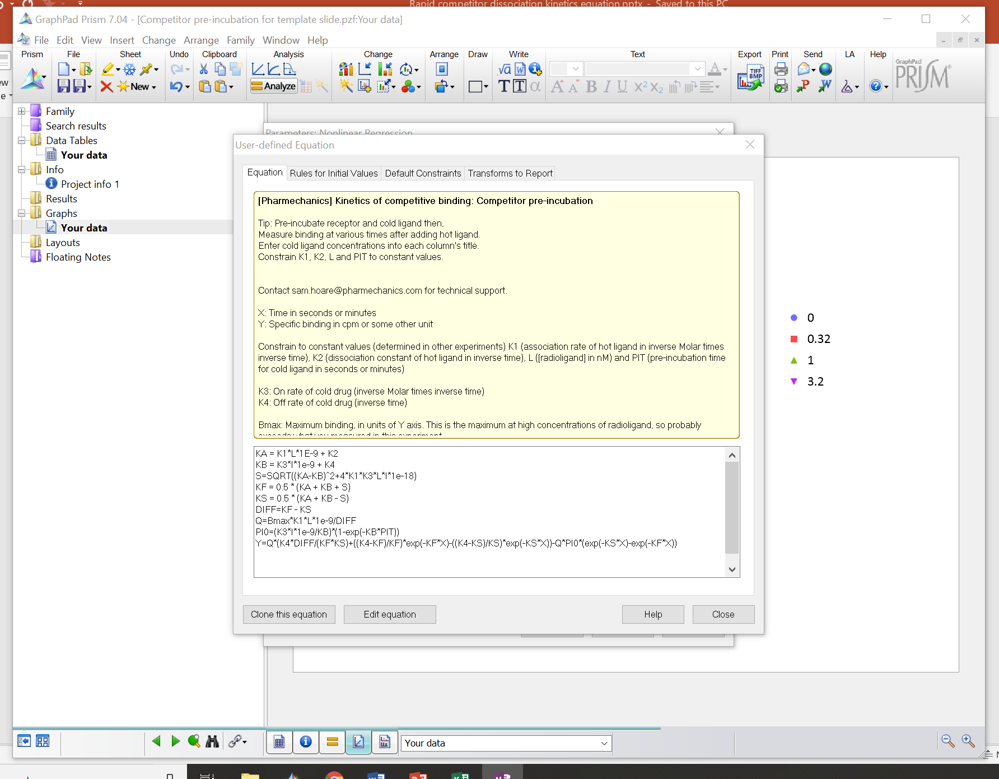 Rapid competitor dissociation kinetics equation.pptx - Saved to this PC
GraphPad Prism 7.04 - [Competitor pre-incubation for template slide.pzf:Your data]
File Edit View Insert Change Arrange Family Window Help
Prism File Sheet Undo Clipboard Analysis Change Arrange Draw Write Text Export Print Send LA Help
Analyze
New
TIFF
BMP
GraphPad
PRISM
Family
Search results
Data Tables
Your data
Info
Project info 1
Results
Graphs
Your data
Layouts
Floating Notes
Parameters: Nonlinear Regression
User-defined Equation
Equation Rules for Initial Values Default Constraints Transforms to Report
[Pharmechanics] Kinetics of competitive binding: Competitor pre-incubation
Tip: Pre-incubate receptor and cold ligand then,
Measure binding at various times after adding hot ligand.
Enter cold ligand concentrations into each column's title.
Constrain K1, K2, L and PIT to constant values.
Contact sam.hoare@pharmechanics.com for technical support.
X: Time in seconds or minutes
Y: Specific binding in cpm or some other unit
Constrain to constant values (determined in other experiments) K1 (association rate of hot ligand in inverse Molar times
inverse time), K2 (dissociation constant of hot ligand in inverse time), L ([radioligand] in nM) and PIT (pre-incubation time
for cold ligand in seconds or minutes)
K3: On rate of cold drug (inverse Molar times inverse time)
K4: Off rate of cold drug (inverse time)
Bmax: Maximum binding, in units of Y axis. This is the maximum at high concentrations of radioligand, so probably
exceeds what you measured in this experiment
KA = K1*L*1E-9 + K2
KB = K3*I*1e-9 + K4
S=SQRT((KA-KB)^2+4*K1*K3*L*I*1e-18)
KF = 0.5 * (KA + KB + S)
KS = 0.5 * (KA + KB - S)
DIFF=KF - KS
Q=Bmax*K1*L*1e-9/DIFF
PI0=(K3*I*1e-9/KB)*(1-exp(-KB*PIT))
Y=Q*(K4*DIFF/(KF*KS)+((K4-KF)/KF)*exp(-KF*X)-((K4-KS)/KS)*exp(-KS*X))-Q*PI0*(exp(-KS*X)-exp(-KF*X))
Clone this equation Edit equation Help Close
0
0.32
1
3.2
Your data